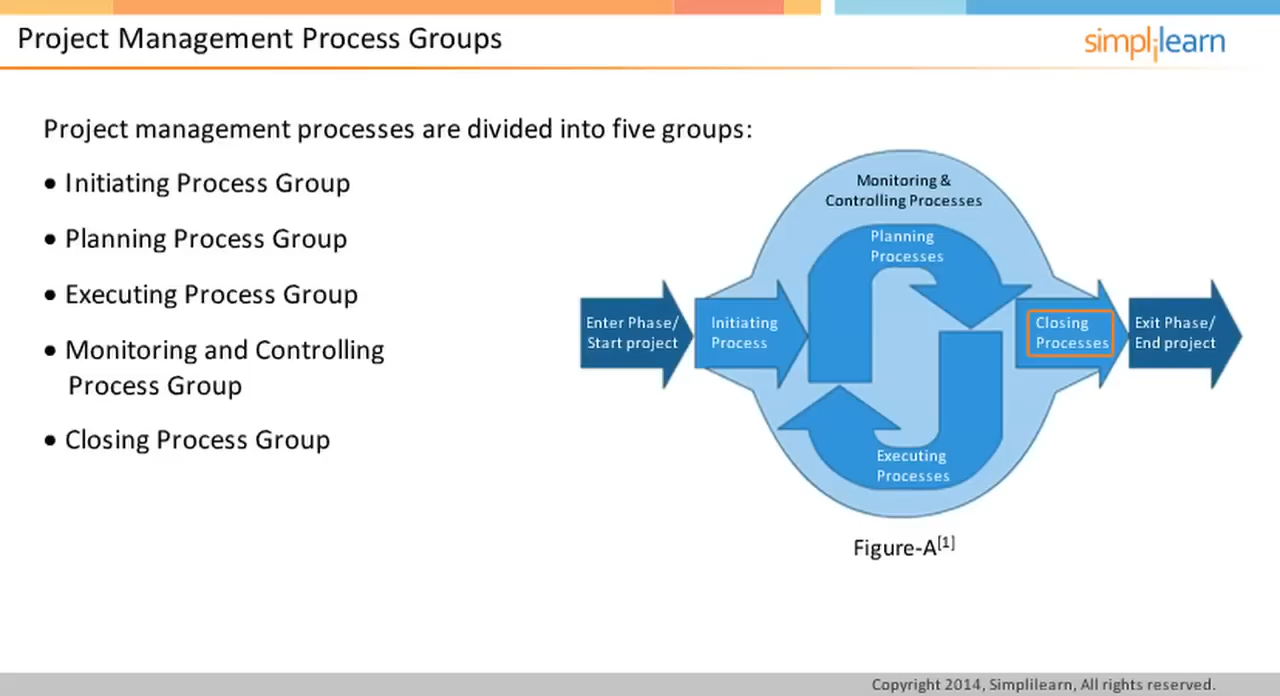 Project Management Process Groups
simplilearn
Project management processes are divided into five groups:
• Initiating Process Group
• Planning Process Group
• Executing Process Group
• Monitoring and Controlling
Process Group
• Closing Process Group
Monitoring &
Controlling Processes
Planning
Processes
Enter Phase/
Start project
Initiating
Process
Closing
Processes
Exit Phase/
End project
Executing
Processes
Figure-A[1]
Copyright 2014, Simplilearn, All rights reserved.